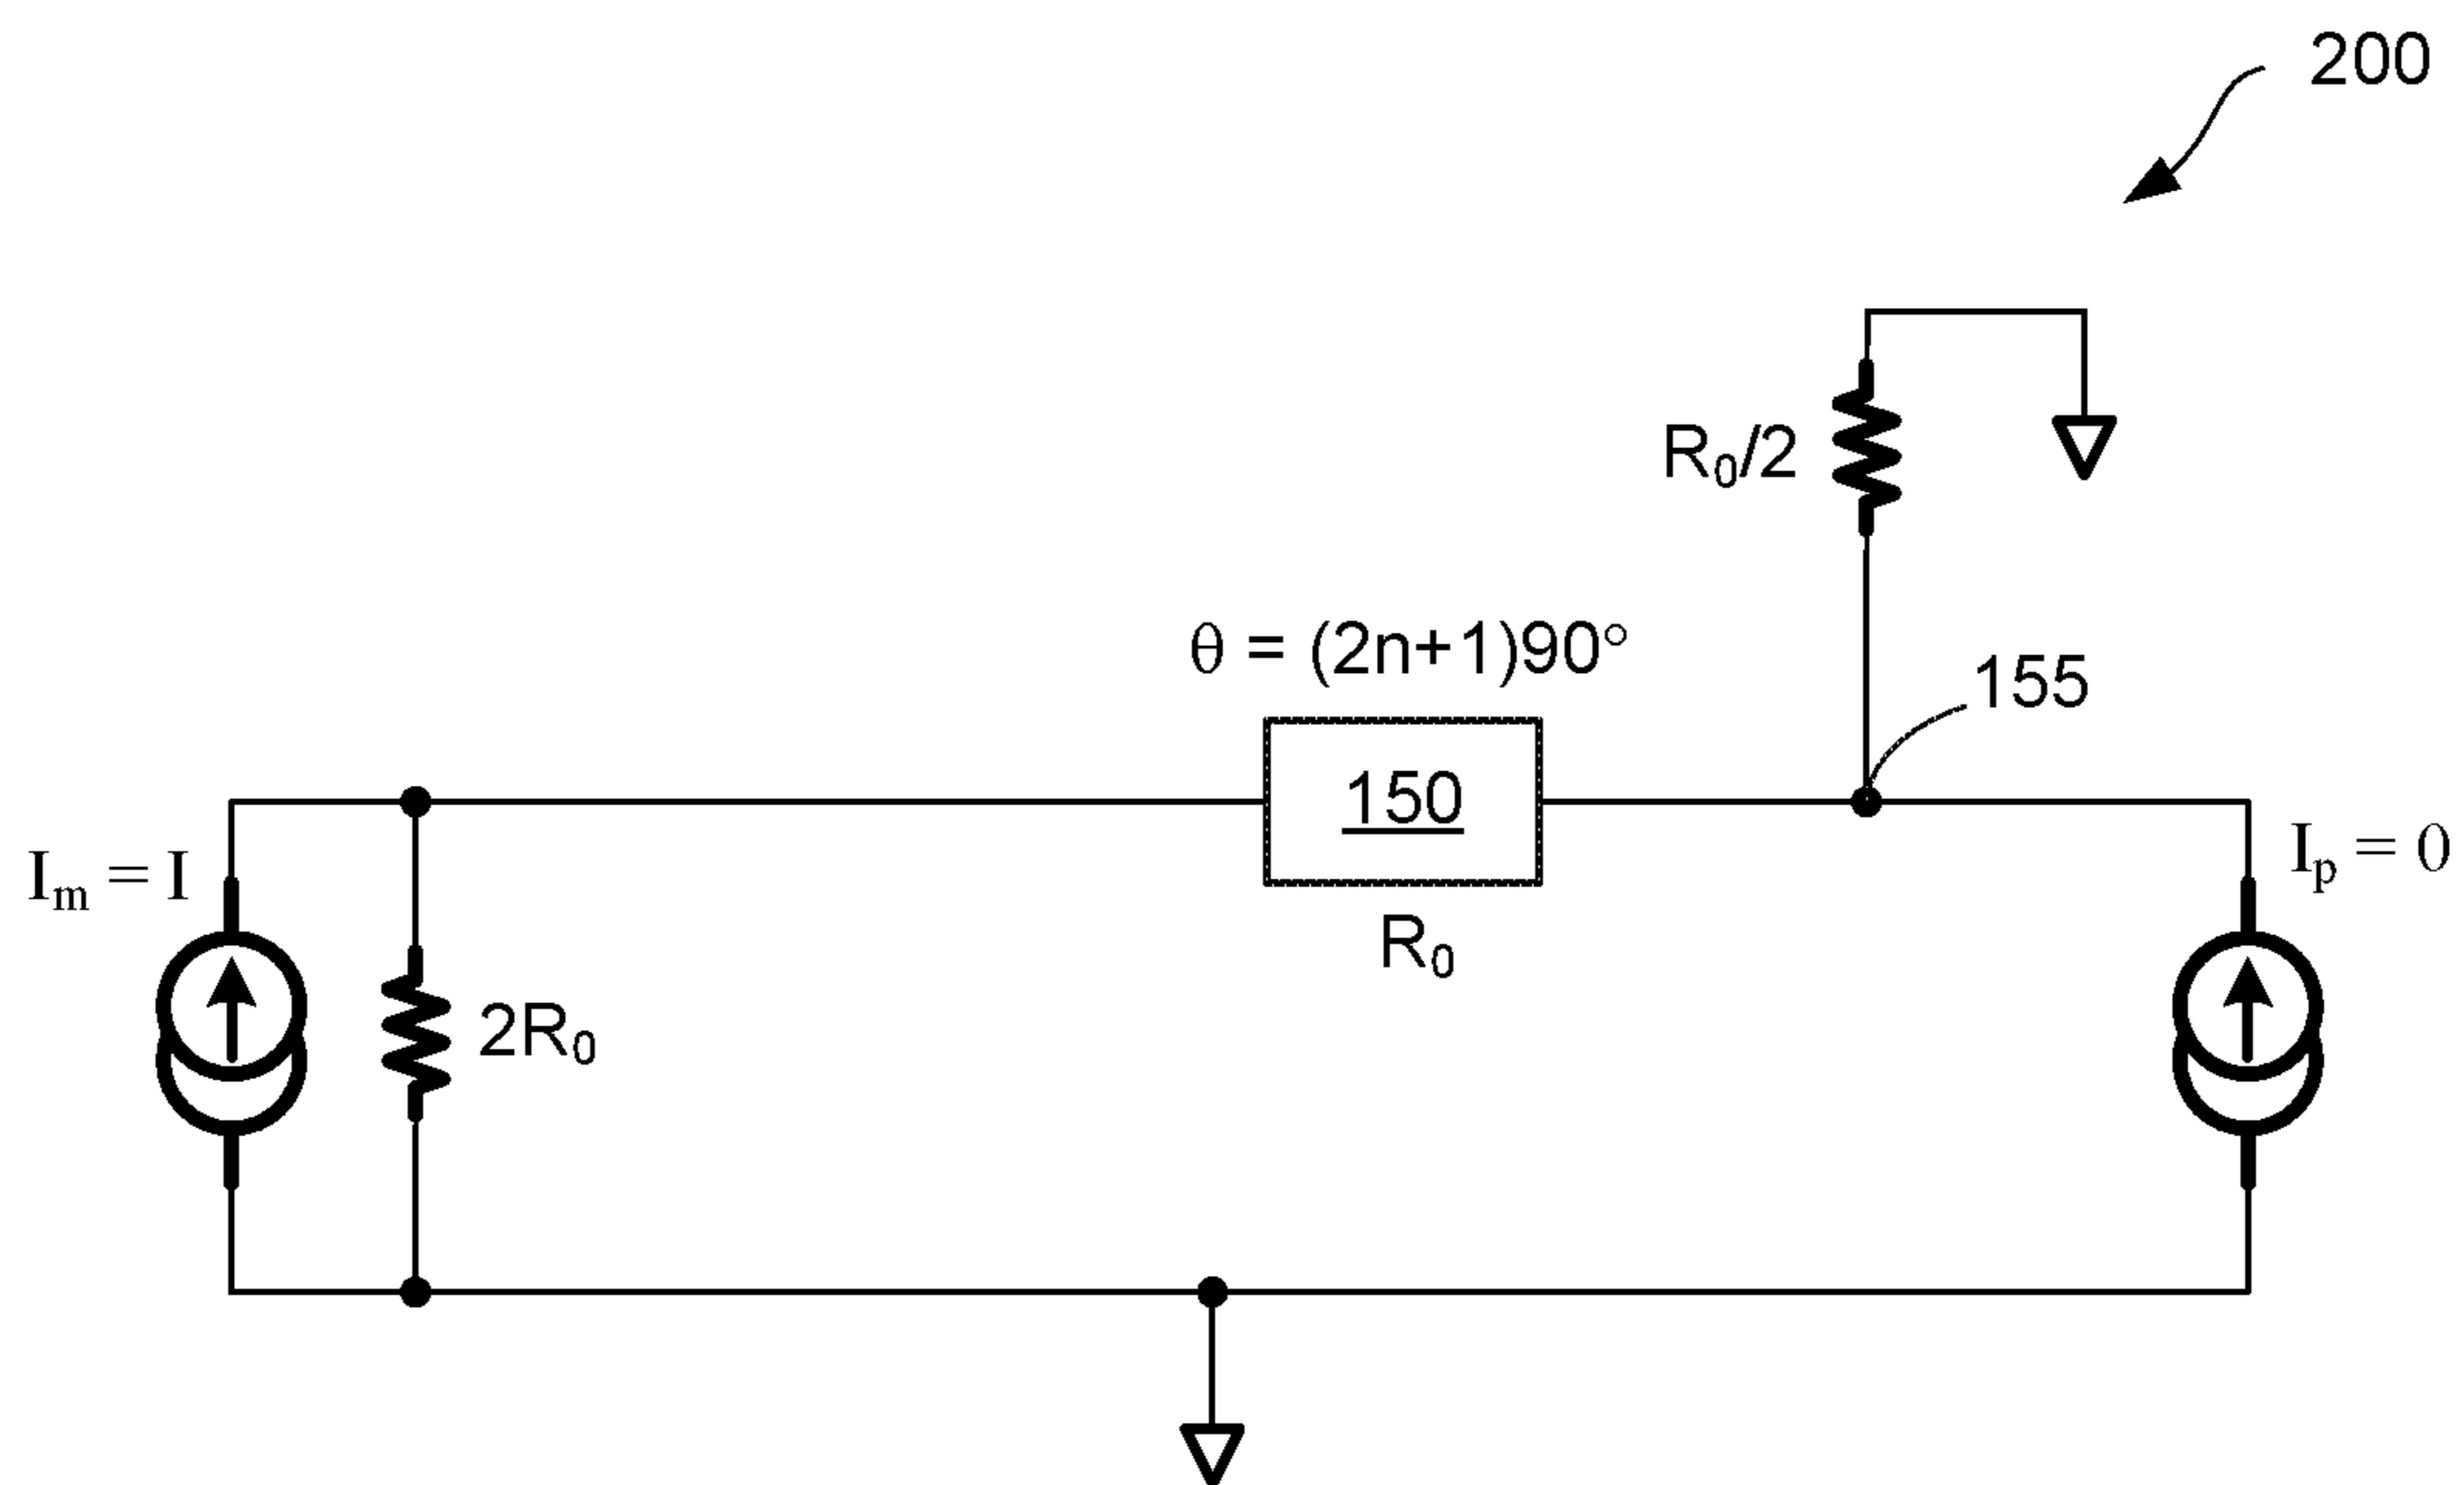 200
R₀/2
θ = (2n+1)90°
155
150
Iₘ = I
Iₚ = 0
R₀
2R₀